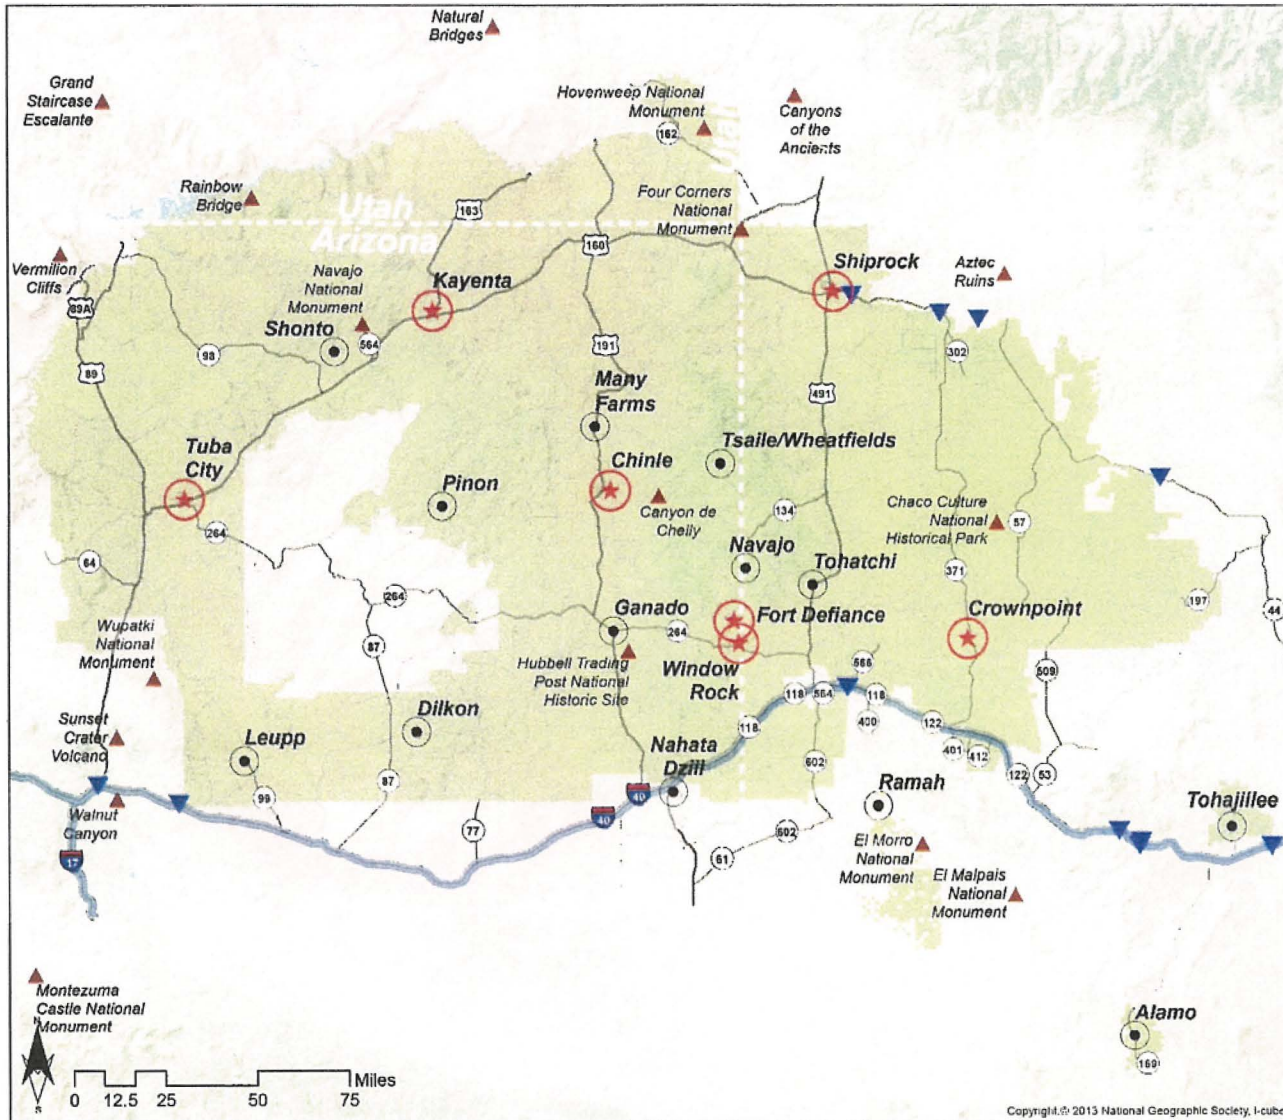 Natural
Bridges
Grand
Staircase
Escalante
Hovenweep National
Monument
Canyons
of the
Ancients
162
Utah
Rainbow
Bridge
Four Corners
National
Monument
163
Utah
Arizona
160
Vermilion
Cliffs
Navajo
National
Monument
Kayenta
Shiprock
Aztec
Ruins
89A
Shonto
564
98
191
302
89
Many
Farms
491
Tuba
City
Tsaile/Wheatfields
Chinle
Pinon
Canyon de
Chelly
134
Chaco Culture
National
Historical Park
57
264
64
Navajo
Tohatchi
371
264
Ganado
264
Fort Defiance
Crownpoint
197
44
Wupatki
National
Monument
87
Hubbell Trading
Post National
Historic Site
Window
Rock
566
509
118
564
118
400
122
118
Sunset
Crater
Volcano
Leupp
Dilkon
Nahata
Dziil
401
412
122
53
602
87
99
40
40
Ramah
Tohajillee
Walnut
Canyon
77
602
61
17
El Morro
National
Monument
El Malpais
National
Monument
Montezuma
Castle National
Monument
Alamo
169
N
S
Miles
0 12.5 25 50 75
Copyright:© 2013 National Geographic Society, i-cube